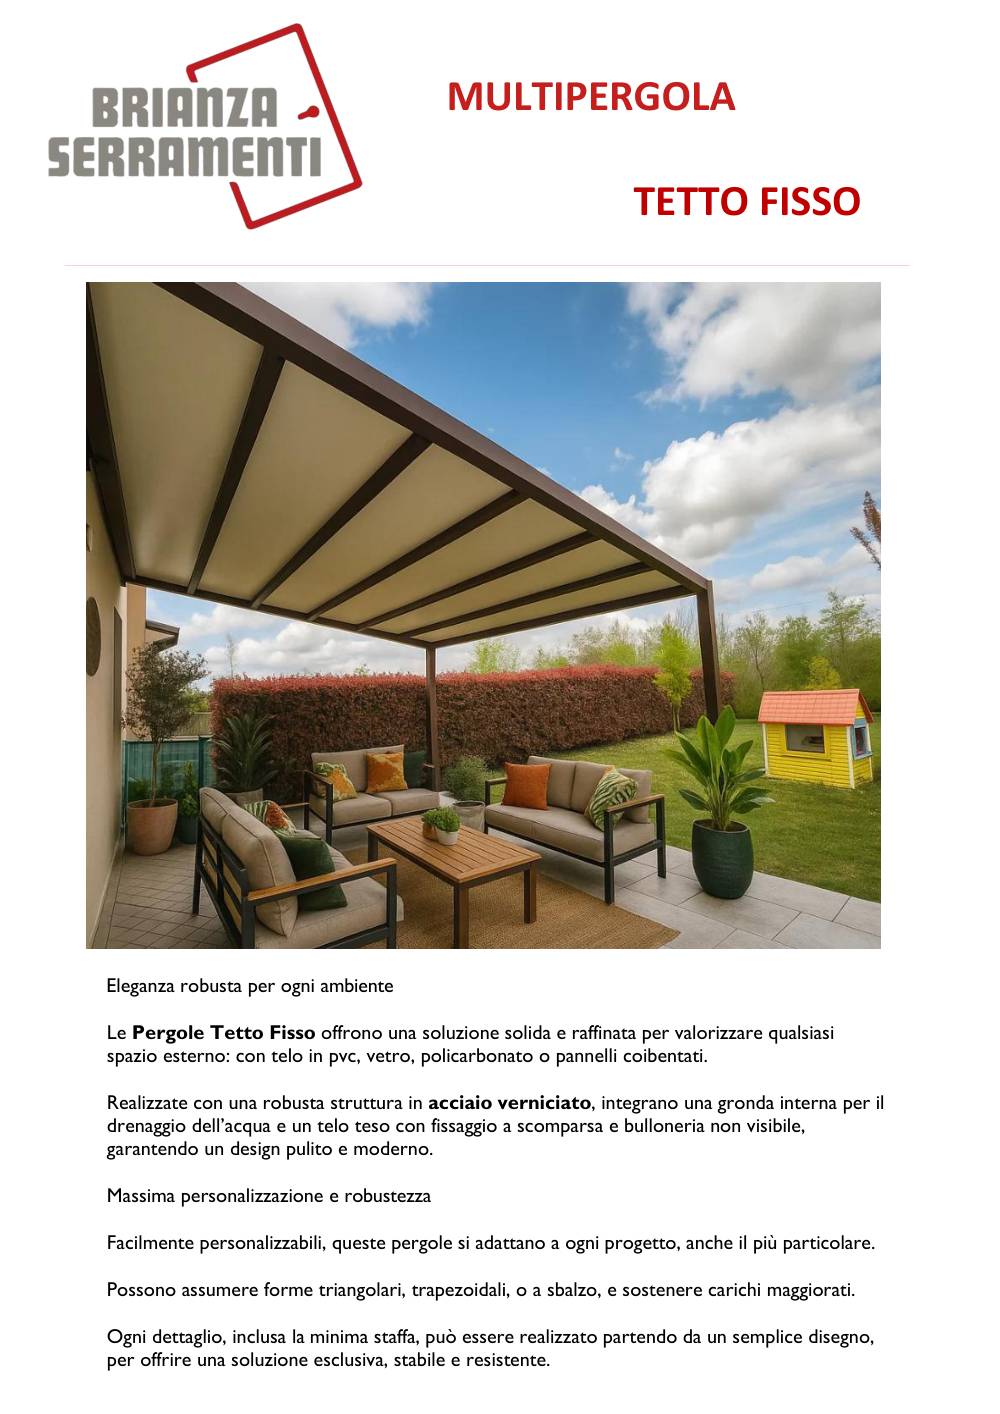 BRIANZA
SERRAMENTI
MULTIPERGOLA
TETTO FISSO
Eleganza robusta per ogni ambiente
Le Pergole Tetto Fisso offrono una soluzione solida e raffinata per valorizzare qualsiasi
spazio esterno: con telo in pvc, vetro, policarbonato o pannelli coibentati.
Realizzate con una robusta struttura in acciaio verniciato, integrano una gronda interna per il
drenaggio dell’acqua e un telo teso con fissaggio a scomparsa e bulloneria non visibile,
garantendo un design pulito e moderno.
Massima personalizzazione e robustezza
Facilmente personalizzabili, queste pergole si adattano a ogni progetto, anche il più particolare.
Possono assumere forme triangolari, trapezoidali, o a sbalzo, e sostenere carichi maggiorati.
Ogni dettaglio, inclusa la minima staffa, può essere realizzato partendo da un semplice disegno,
per offrire una soluzione esclusiva, stabile e resistente.